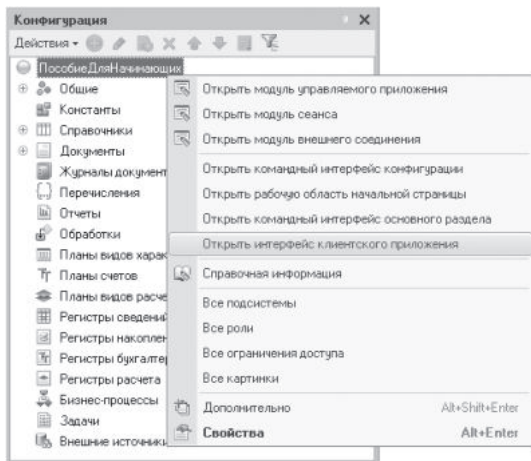 Конфигурация
Действия
ПособиеДляНачинающих
Общие
Константы
Справочники
Документы
Журналы документ
Перечисления
Отчеты
Обработки
Планы видов харак
Планы счетов
Планы видов расче
Регистры сведений
Регистры накоплен
Регистры бухгалтер
Регистры расчета
Бизнес-процессы
Задачи
Внешние источники
Открыть модуль управляемого приложения
Открыть модуль сеанса
Открыть модуль внешнего соединения
Открыть командный интерфейс конфигурации
Открыть рабочую область начальной страницы
Открыть командный интерфейс основного раздела
Открыть интерфейс клиентского приложения
Справочная информация
Все подсистемы
Все роли
Все ограничения доступа
Все картинки
Дополнительно Alt+Shift+Enter
Свойства Alt+Enter